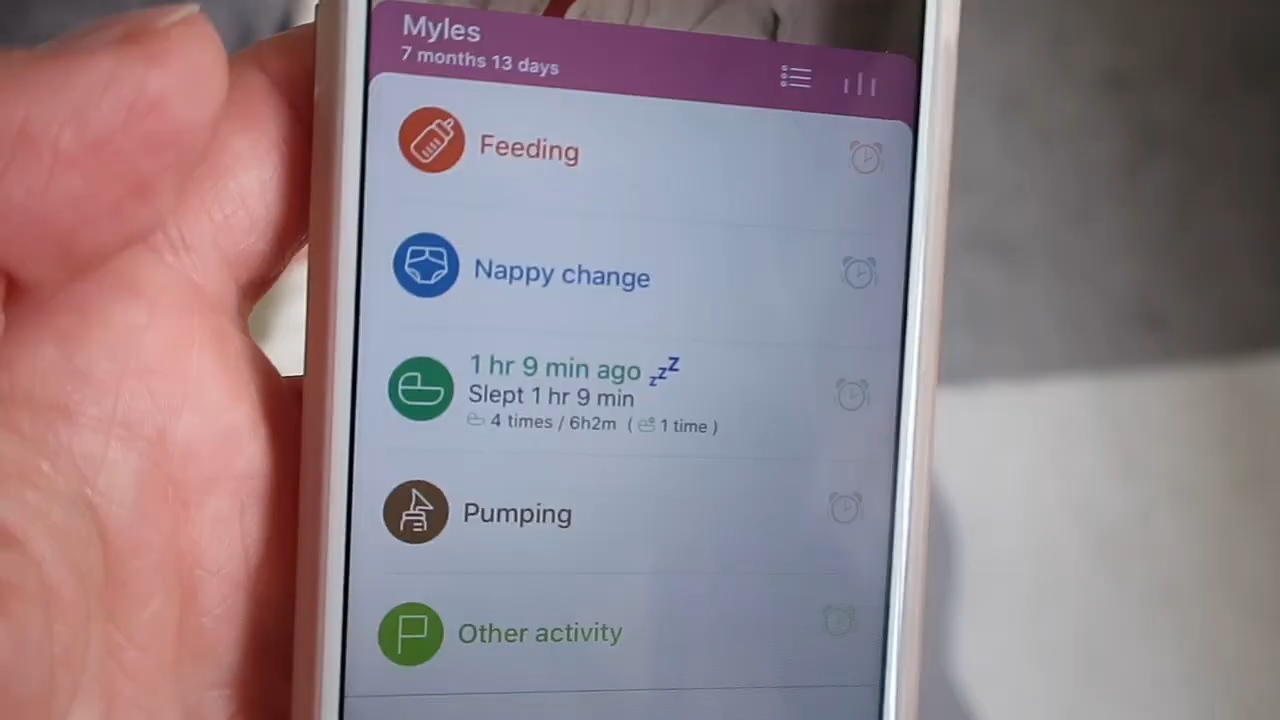 Myles
7 months 13 days
Feeding
Nappy change
1 hr 9 min ago zzZ
Slept 1 hr 9 min
4 times / 6h2m ( 1 time )
Pumping
Other activity